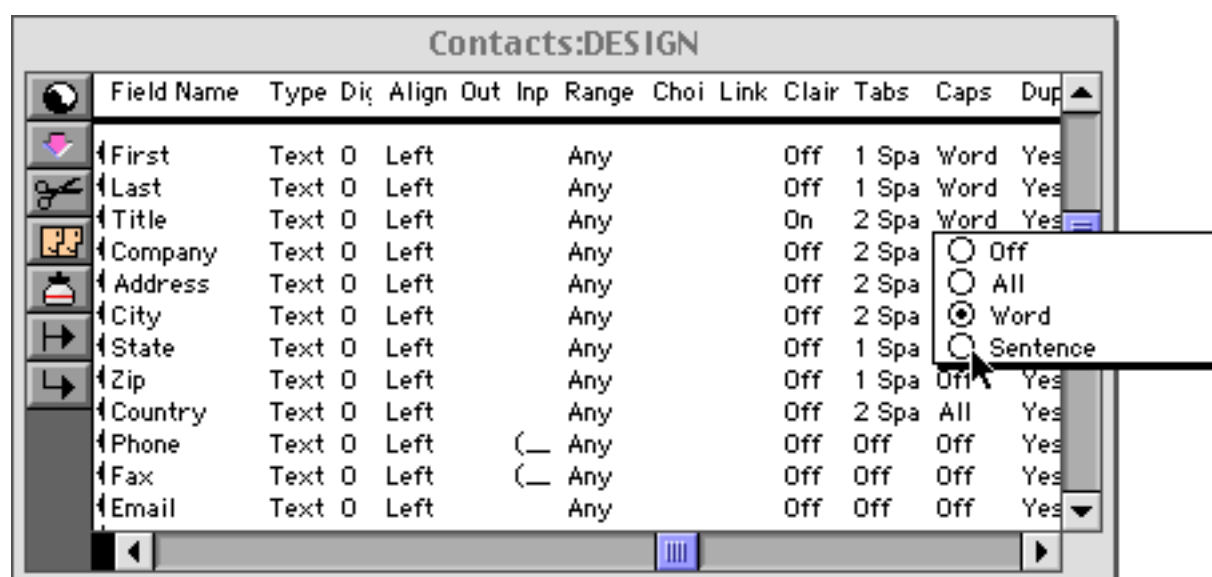 Contacts:DESIGN
Field Name Type Dig Align Out Inp Range Choi Link Clair Tabs Caps Dup
First Text 0 Left Any Off 1 Spa Word Yes
Last Text 0 Left Any Off 1 Spa Word Yes
Title Text 0 Left Any On 2 Spa Word Yes
Company Text 0 Left Any Off 2 Spa Off
Address Text 0 Left Any Off 2 Spa All
City Text 0 Left Any Off 2 Spa Word
State Text 0 Left Any Off 1 Spa Sentence
Zip Text 0 Left Any Off 1 Spa Off Yes
Country Text 0 Left Any Off 2 Spa All Yes
Phone Text 0 Left (_ Any Off Off Off Yes
Fax Text 0 Left (_ Any Off Off Off Yes
Email Text 0 Left Any Off Off Off Yes